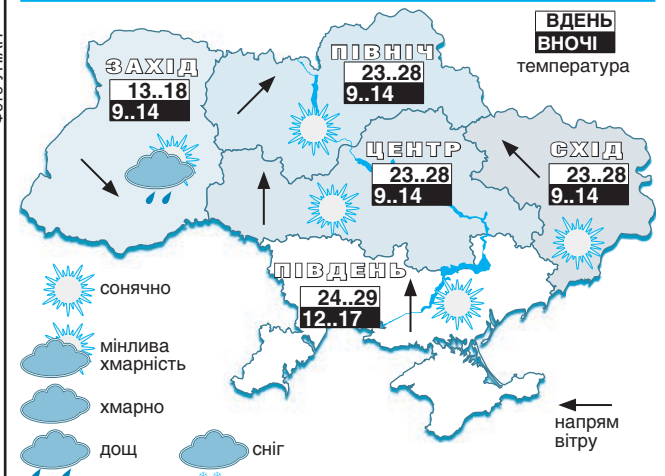 ВДЕНЬ
ВНОЧІ
температура
ПІВНІЧ
23..28
9..14
ЗАХІД
13..18
9..14
ЦЕНТР
23..28
9..14
СХІД
23..28
9..14
ПІВДЕНЬ
24..29
12..17
сонячно
мінлива
хмарність
хмарно
дощ
сніг
напрям
вітру